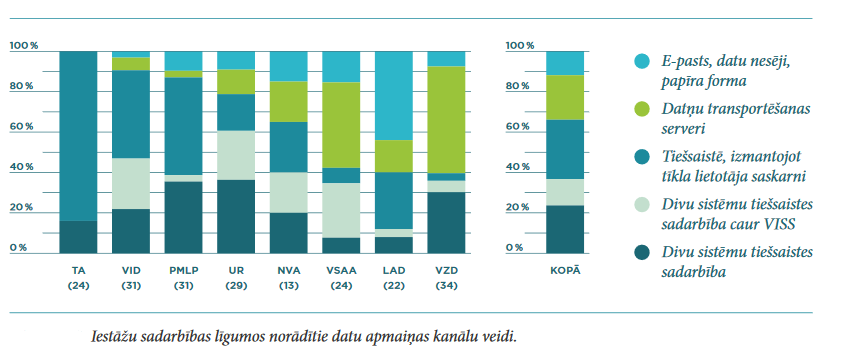 100 %
80 %
60 %
40 %
20 %
0 %
TA
(24)
VID
(31)
PMLP
(31)
UR
(29)
NVA
(13)
VSAA
(24)
LAD
(22)
VZD
(34)
100 %
80 %
60 %
40 %
20 %
0 %
KOPĀ
E-pasts, datu nesēji,
papīra forma
Datņu transportēšanas
serveri
Tiešsaistē, izmantojot
tīkla lietotāja saskarni
Divu sistēmu tiešsaistes
sadarbība caur VISS
Divu sistēmu tiešsaistes
sadarbība
Iestāžu sadarbības līgumos norādītie datu apmaiņas kanālu veidi.